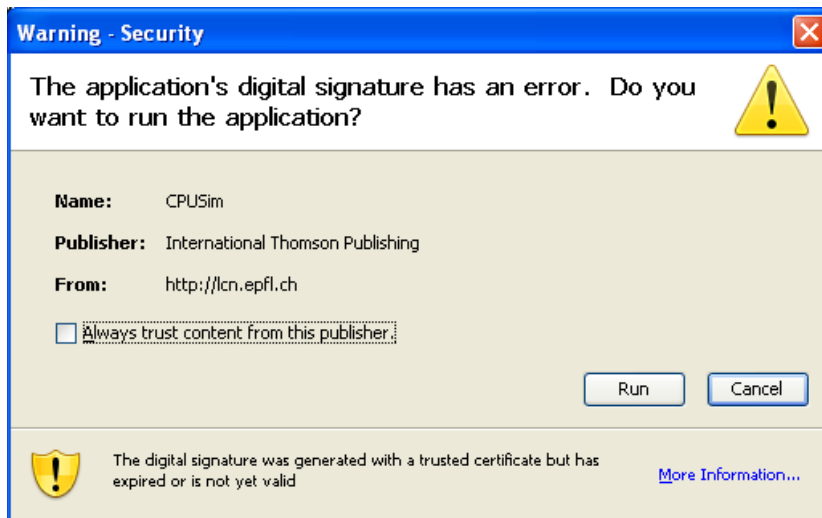 Warning - Security
The application's digital signature has an error. Do you
want to run the application?
Name: CPUSim
Publisher: International Thomson Publishing
From: http://lcn.epfl.ch
Always trust content from this publisher.
Run Cancel
The digital signature was generated with a trusted certificate but has
expired or is not yet valid
More Information...